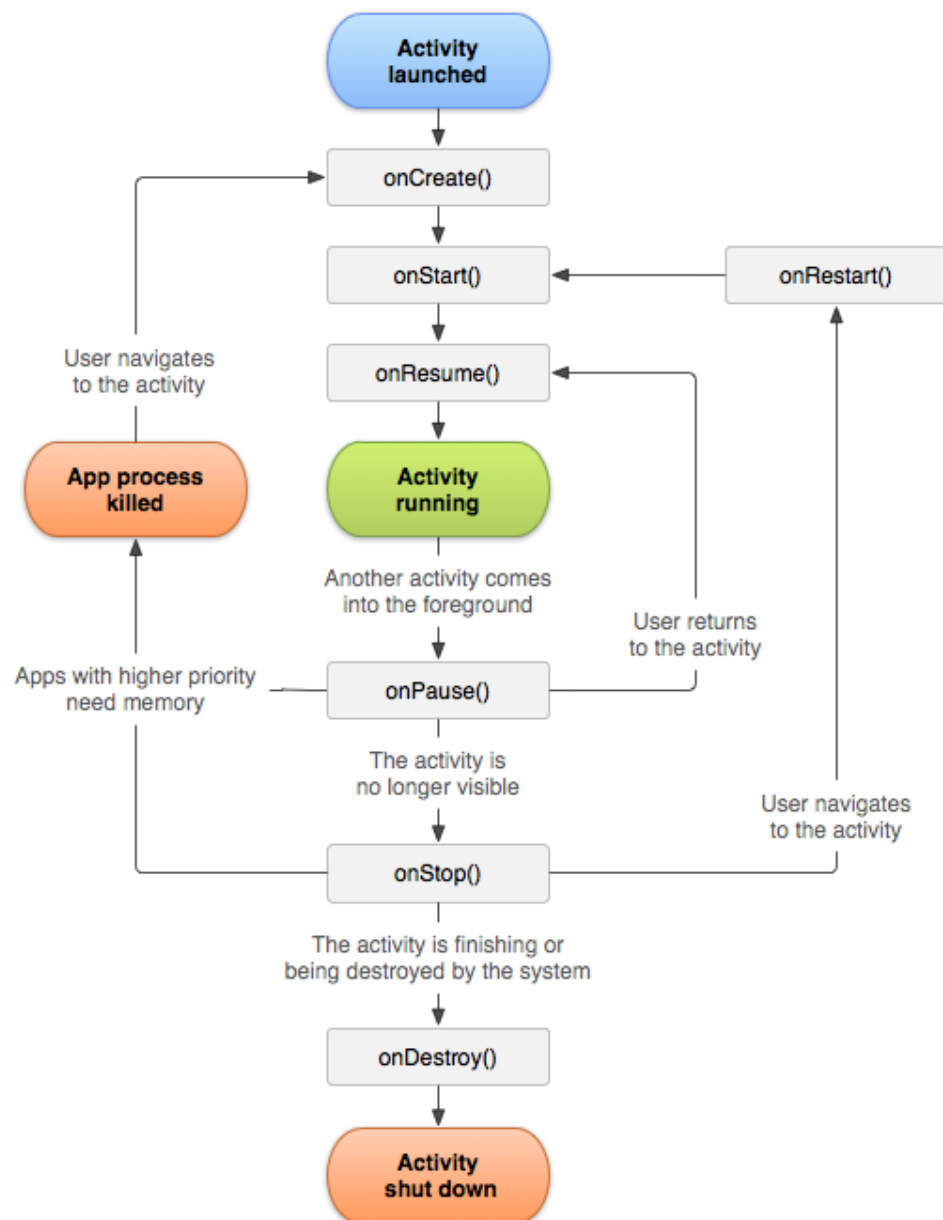 Activity
launched
onCreate()
onStart()
onRestart()
User navigates
to the activity
onResume()
App process
killed
Activity
running
Another activity comes
into the foreground
User returns
to the activity
Apps with higher priority
need memory
onPause()
The activity is
no longer visible
User navigates
to the activity
onStop()
The activity is finishing or
being destroyed by the system
onDestroy()
Activity
shut down